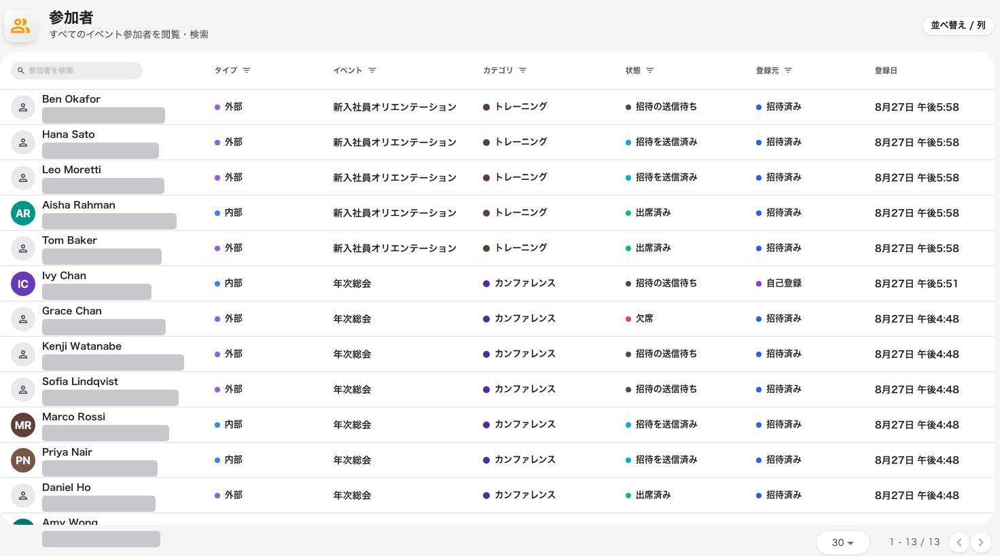 参加者
すべてのイベント参加者を閲覧・検索
並べ替え / 列
参加者を検索 タイプ イベント カテゴリ 状態 登録元 登録日
Ben Okafor 外部 新入社員オリエンテーション トレーニング 招待の送信待ち 招待済み 8月27日 午後5:58
Hana Sato 外部 新入社員オリエンテーション トレーニング 招待を送信済み 招待済み 8月27日 午後5:58
Leo Moretti 外部 新入社員オリエンテーション トレーニング 招待を送信済み 招待済み 8月27日 午後5:58
AR Aisha Rahman 内部 新入社員オリエンテーション トレーニング 出席済み 招待済み 8月27日 午後5:58
Tom Baker 外部 新入社員オリエンテーション トレーニング 出席済み 招待済み 8月27日 午後5:58
IC Ivy Chan 内部 年次総会 カンファレンス 招待の送信待ち 自己登録 8月27日 午後5:51
Grace Chan 外部 年次総会 カンファレンス 欠席 招待済み 8月27日 午後4:48
Kenji Watanabe 外部 年次総会 カンファレンス 招待の送信待ち 招待済み 8月27日 午後4:48
Sofia Lindqvist 外部 年次総会 カンファレンス 招待の送信待ち 招待済み 8月27日 午後4:48
MR Marco Rossi 内部 年次総会 カンファレンス 招待を送信済み 招待済み 8月27日 午後4:48
PN Priya Nair 内部 年次総会 カンファレンス 招待を送信済み 招待済み 8月27日 午後4:48
Daniel Ho 外部 年次総会 カンファレンス 出席済み 招待済み 8月27日 午後4:48
Amy Wong
30 1 - 13 / 13